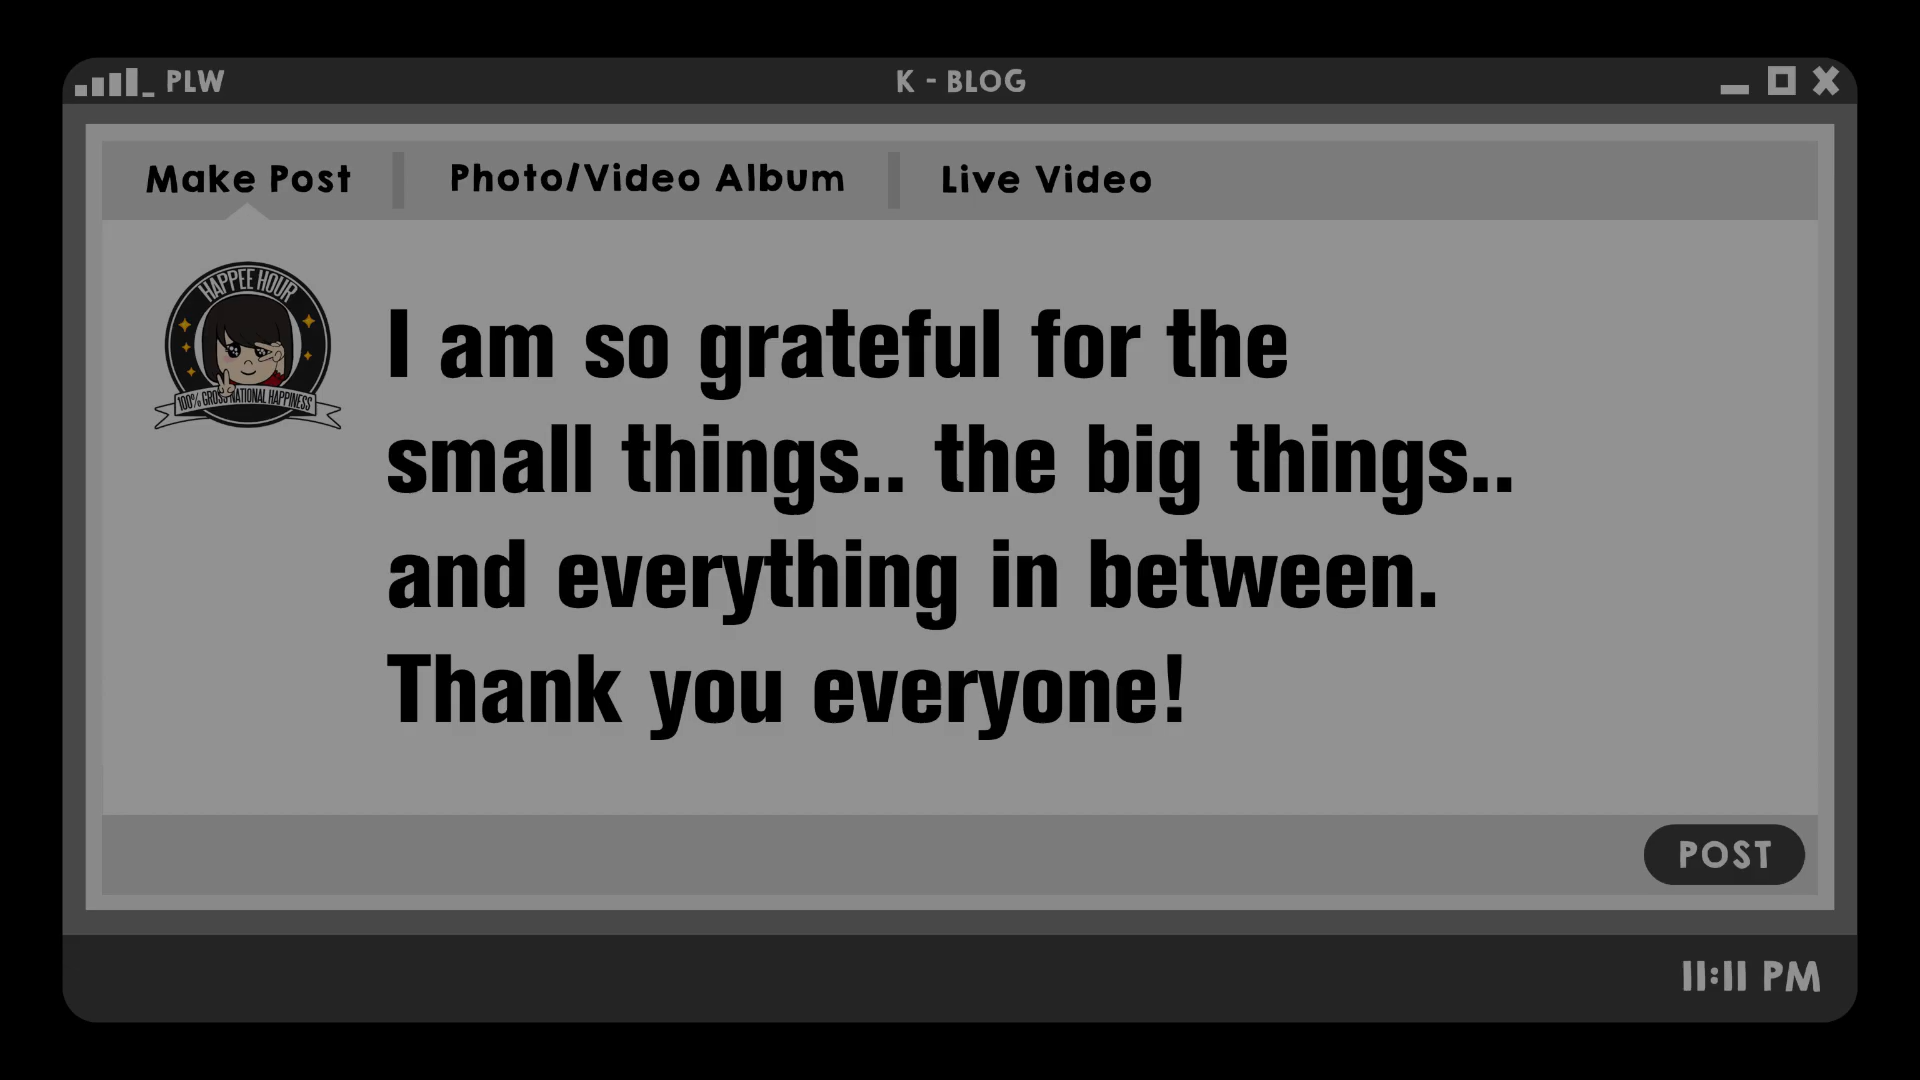 PLW
K - BLOG
Make Post
Photo/Video Album
Live Video
HAPPEE HOUR
100% GROSS NATIONAL HAPPINESS
I am so grateful for the
small things.. the big things..
and everything in between.
Thank you everyone!
POST
11:11 PM